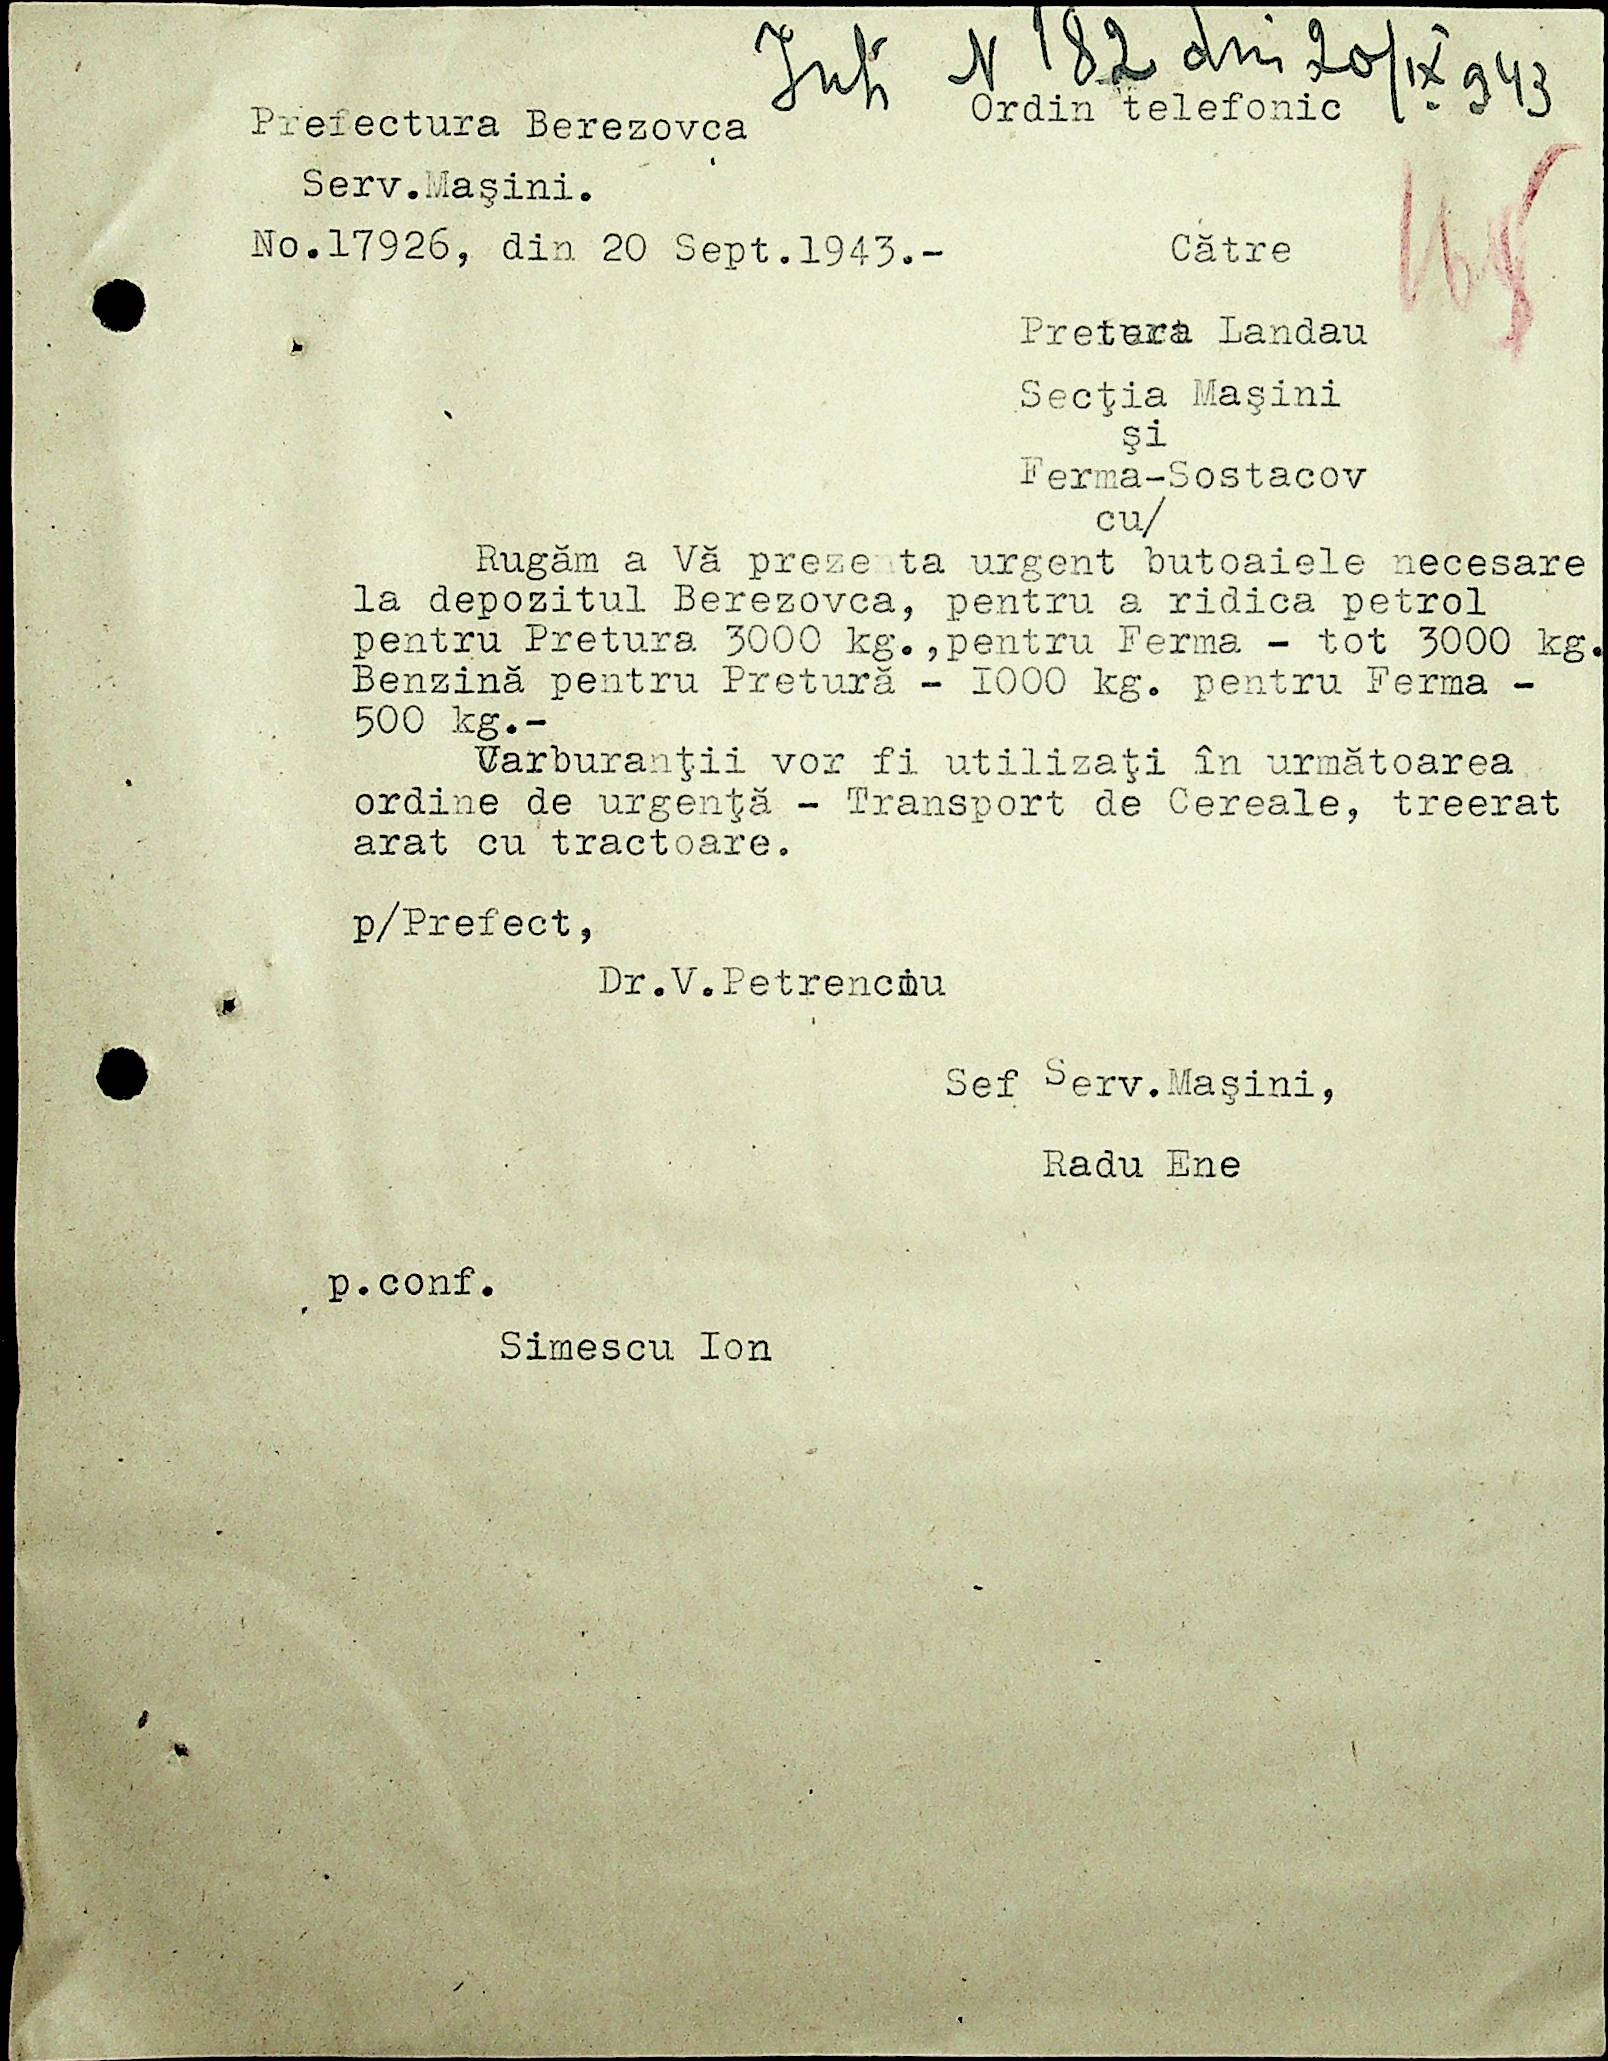 Intr. N 182 din 20/IX 943
Ordin telefonic
Prefectura Berezovca
Serv.Maşini.
No.17926, din 20 Sept.1943.-
Către
Pretura Landau
Secţia Maşini
şi
Ferma-Sostacov
cu/
Rugăm a Vă prezenta urgent butoaiele necesare
la depozitul Berezovca, pentru a ridica petrol
pentru Pretura 3000 kg.,pentru Ferma - tot 3000 kg.
Benzină pentru Pretură - I000 kg. pentru Ferma -
500 kg.-
Carburanţii vor fi utilizaţi în următoarea
ordine de urgenţă - Transport de Cereale, treerat
arat cu tractoare.
p/Prefect,
Dr.V.Petrenciu
Sef Serv.Maşini,
Radu Ene
p.conf.
Simescu Ion